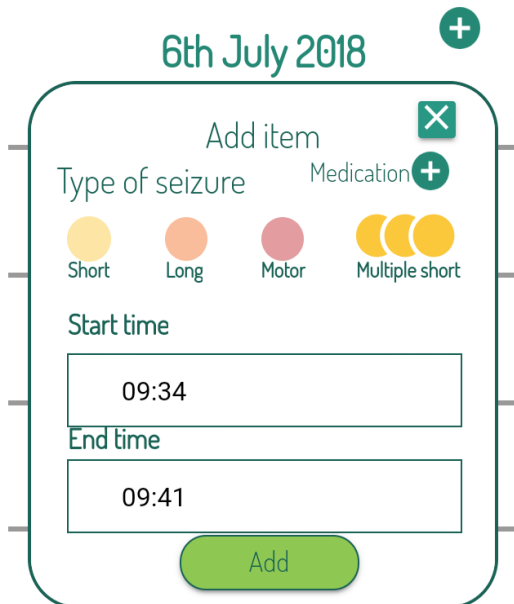 6th July 2018
Add item
Type of seizure
Medication
Short Long Motor Multiple short
Start time
09:34
End time
09:41
Add